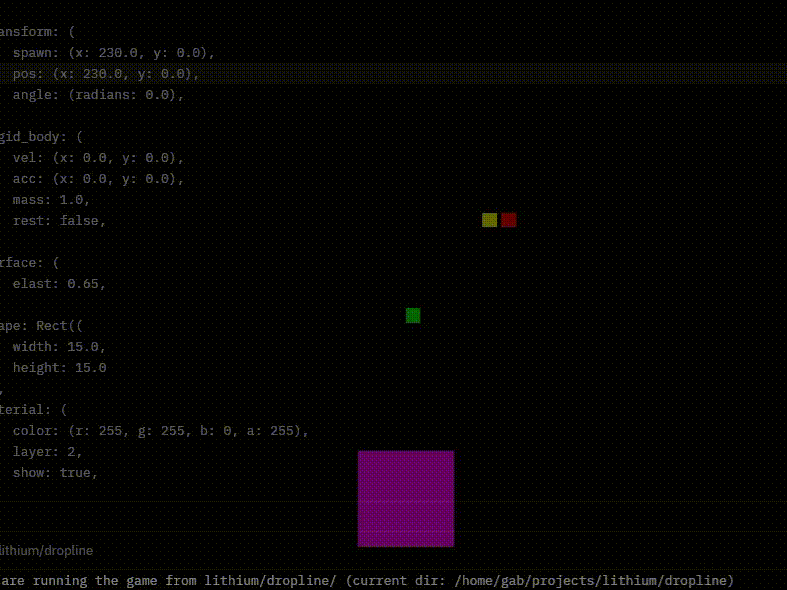 ansform: (
spawn: (x: 230.0, y: 0.0),
pos: (x: 230.0, y: 0.0),
angle: (radians: 0.0),
gid_body: (
vel: (x: 0.0, y: 0.0),
acc: (x: 0.0, y: 0.0),
mass: 1.0,
rest: false,
rface: (
elast: 0.65,
ape: Rect((
width: 15.0,
height: 15.0
,
terial: (
color: (r: 255, g: 255, b: 0, a: 255),
layer: 2,
show: true,
lithium/dropline
are running the game from lithium/dropline/ (current dir: /home/gab/projects/lithium/dropline)